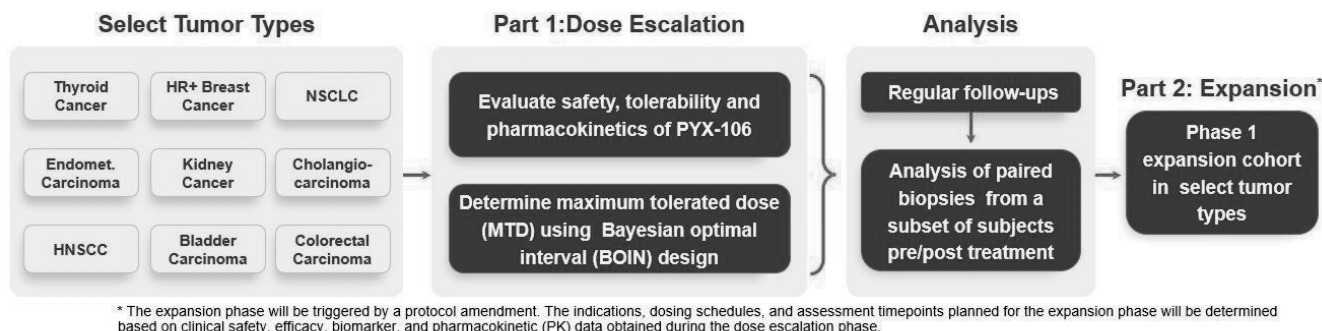 Select Tumor Types
Thyroid
Cancer
HR+ Breast
Cancer
NSCLC
Endomet.
Carcinoma
Kidney
Cancer
Cholangio-
carcinoma
HNSCC
Bladder
Carcinoma
Colorectal
Carcinoma
Part 1:Dose Escalation
Evaluate safety, tolerability and
pharmacokinetics of PYX-106
Determine maximum tolerated dose
(MTD) using Bayesian optimal
interval (BOIN) design
Analysis
Regular follow-ups
Analysis of paired
biopsies from a
subset of subjects
pre/post treatment
Part 2: Expansion*
Phase 1
expansion cohort
in select tumor
types
* The expansion phase will be triggered by a protocol amendment. The indications, dosing schedules, and assessment timepoints planned for the expansion phase will be determined
based on clinical safety, efficacy, biomarker, and pharmacokinetic (PK) data obtained during the dose escalation phase.